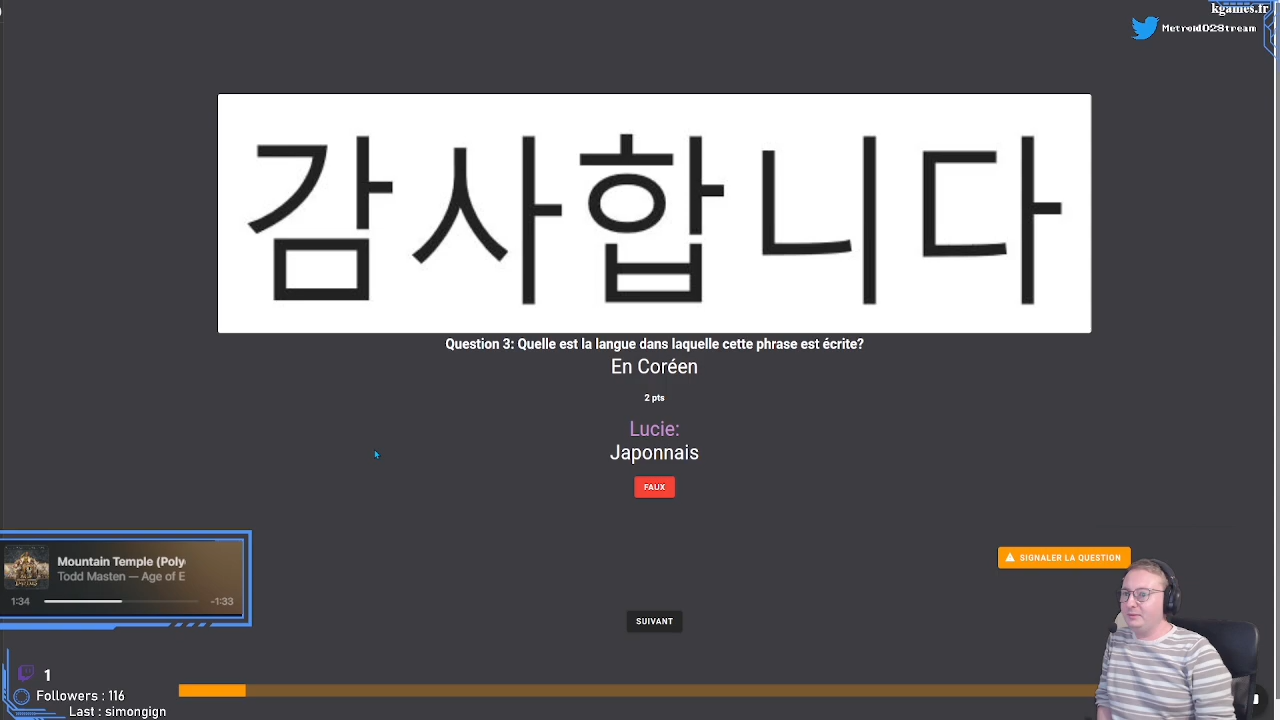 kgames.fr
Metroid028tream
감사합니다
Question 3: Quelle est la langue dans laquelle cette phrase est écrite?
En Coréen
2 pts
Lucie:
Japonnais
FAUX
SIGNALER LA QUESTION
Mountain Temple (Poly
Todd Masten — Age of E
1:34 -1:33
SUIVANT
1
Followers : 116
Last : simongign